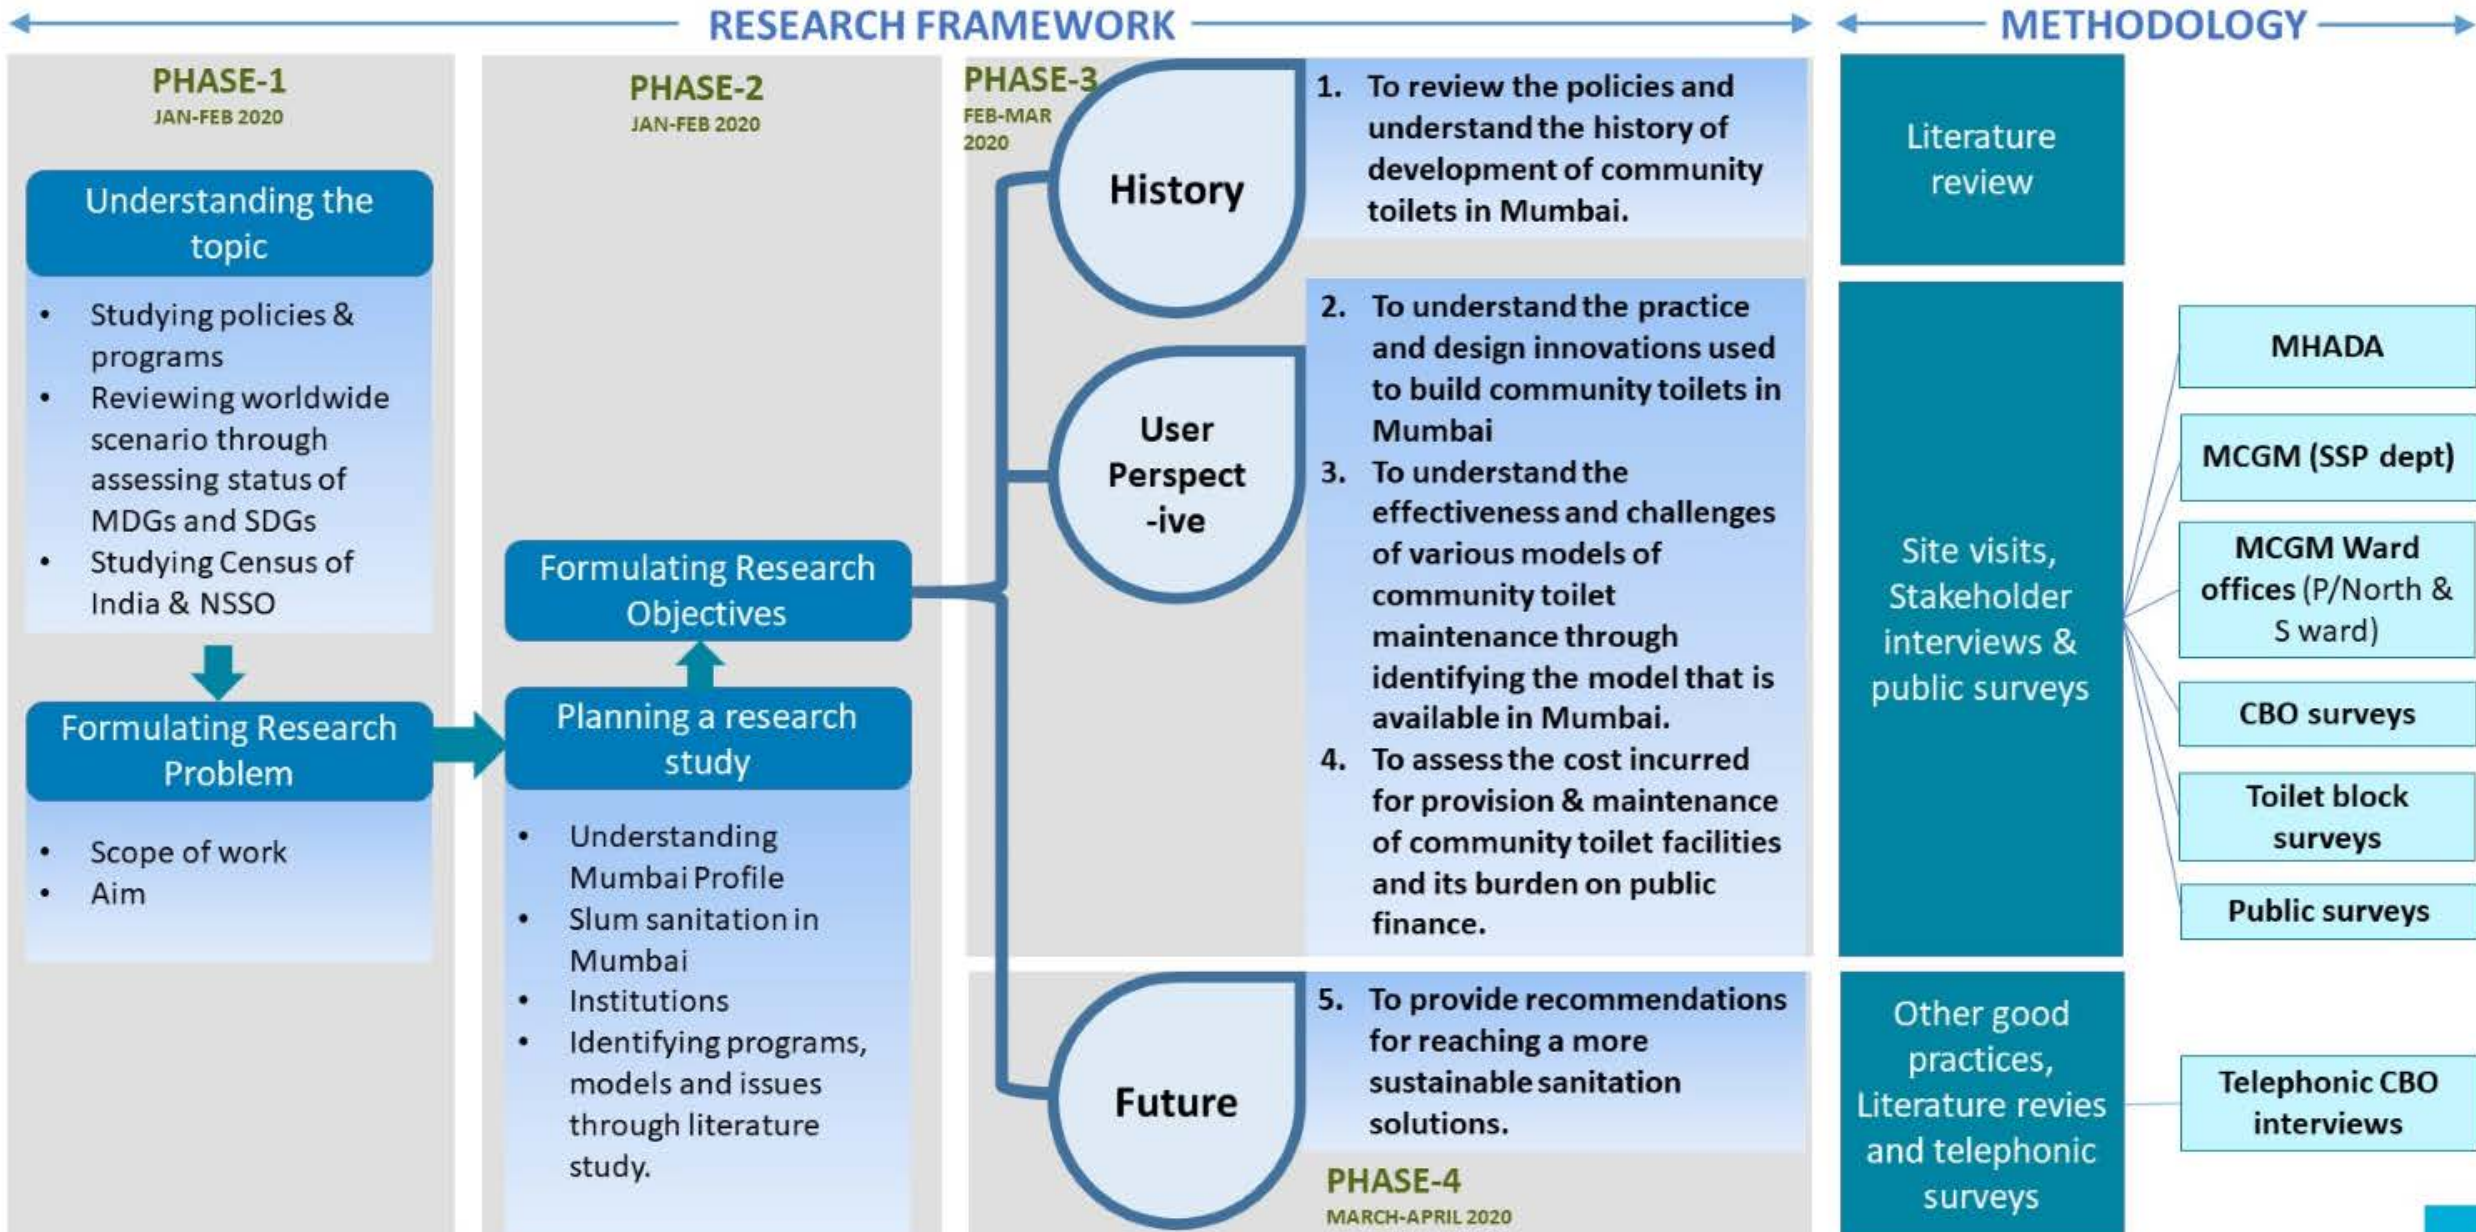 RESEARCH FRAMEWORK
METHODOLOGY
PHASE-1
JAN-FEB 2020
Understanding the
topic
• Studying policies &
programs
• Reviewing worldwide
scenario through
assessing status of
MDGs and SDGs
• Studying Census of
India & NSSO
Formulating Research
Problem
• Scope of work
• Aim
PHASE-2
JAN-FEB 2020
Formulating Research
Objectives
Planning a research
study
• Understanding
Mumbai Profile
• Slum sanitation in
Mumbai
• Institutions
• Identifying programs,
models and issues
through literature
study.
PHASE-3
FEB-MAR
2020
History
1. To review the policies and
understand the history of
development of community
toilets in Mumbai.
User
Perspect
-ive
2. To understand the practice
and design innovations used
to build community toilets in
Mumbai
3. To understand the
effectiveness and challenges
of various models of
community toilet
maintenance through
identifying the model that is
available in Mumbai.
4. To assess the cost incurred
for provision & maintenance
of community toilet facilities
and its burden on public
finance.
Future
5. To provide recommendations
for reaching a more
sustainable sanitation
solutions.
PHASE-4
MARCH-APRIL 2020
Literature
review
Site visits,
Stakeholder
interviews &
public surveys
MHADA
MCGM (SSP dept)
MCGM Ward
offices (P/North &
S ward)
CBO surveys
Toilet block
surveys
Public surveys
Other good
practices,
Literature revies
and telephonic
surveys
Telephonic CBO
interviews